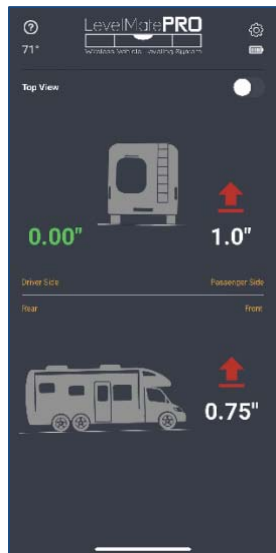 LevelMatePRO
Wireless Vehicle Leveling System
71°
Top View
0.00"
1.0"
Driver Side
Passenger Side
Rear
Front
0.75"